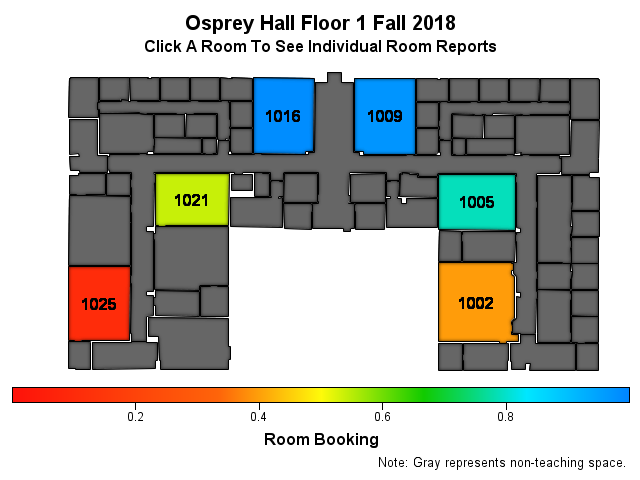 Osprey Hall Floor 1 Fall 2018
Click A Room To See Individual Room Reports
1016
1009
1021
1005
1025
1002
0.2
0.4
0.6
0.8
Room Booking
Note: Gray represents non-teaching space.